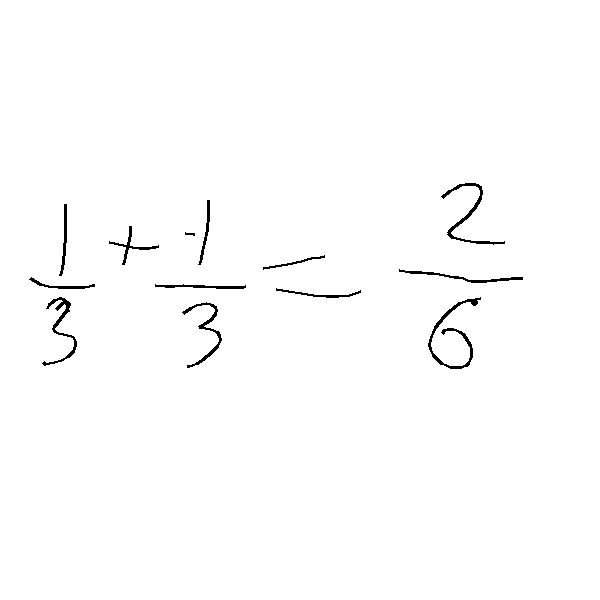 1/3 + -1/3 = 2/6